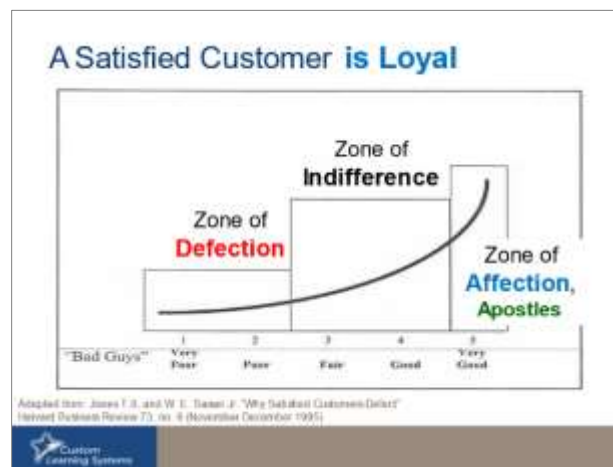 A Satisfied Customer is Loyal
Zone of
Indifference
Zone of
Defection
Zone of
Affection,
Apostles
1 2 3 4 5
"Bad Guys" Very Poor Poor Fair Good Very Good
Adapted from: Jones T.O. and W. E. Sasser Jr. "Why Satisfied Customers Defect"
Harvard Business Review 73, no. 6 (November December 1995)
Custom
Learning Systems